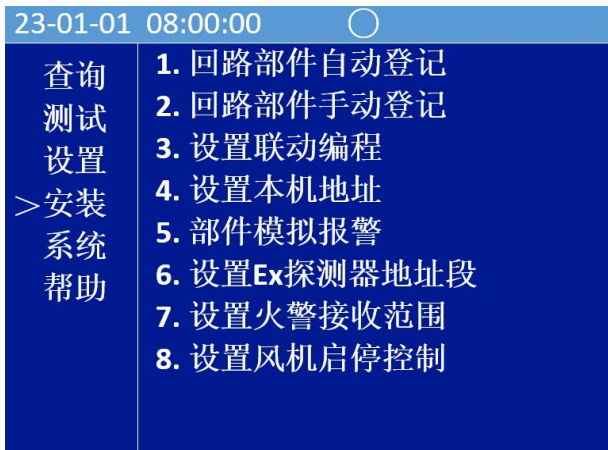 23-01-01 08:00:00
查询
测试
设置
>安装
系统
帮助
1. 回路部件自动登记
2. 回路部件手动登记
3. 设置联动编程
4. 设置本机地址
5. 部件模拟报警
6. 设置Ex探测器地址段
7. 设置火警接收范围
8. 设置风机启停控制